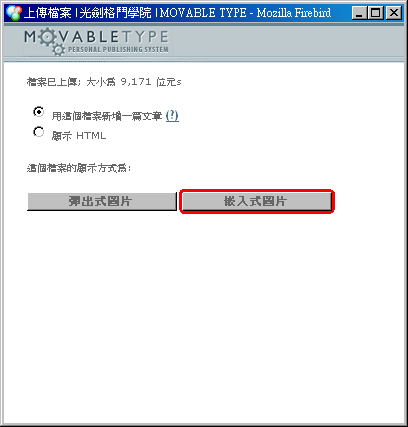 上傳檔案 | 光劍格鬥學院 | MOVABLE TYPE - Mozilla Firebird
MOVABLETYPE
PERSONAL PUBLISHING SYSTEM
檔案已上傳; 大小為 9,171 位元s
用這個檔案新增一篇文章 (?)
顯示 HTML
這個檔案的顯示方式為:
彈出式圖片 嵌入式圖片